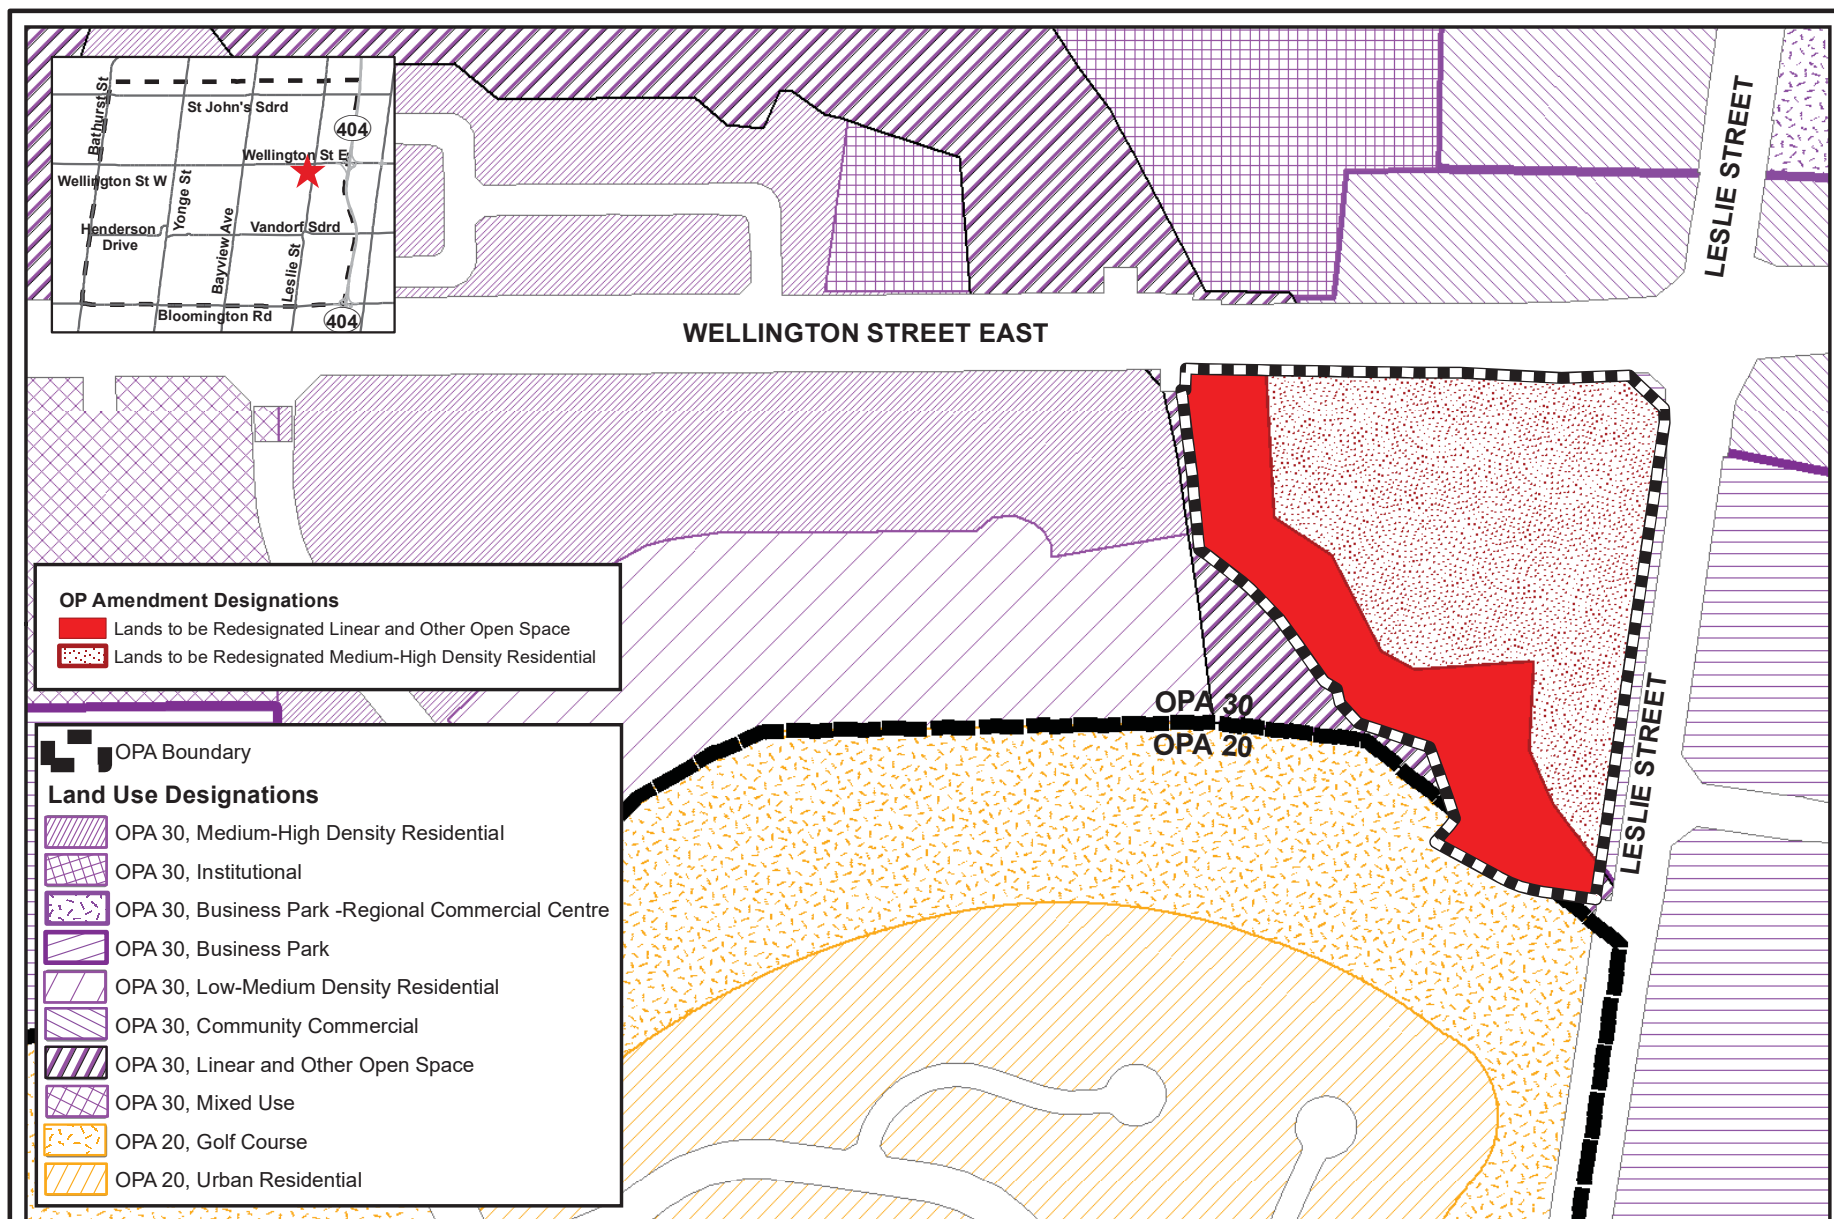 Bathurst St
St John's Sdrd
404
Wellington St E
Wellington St W
Yonge St
Henderson
Drive
Bayview Ave
Vandorf Sdrd
Leslie St
Bloomington Rd
404
LESLIE STREET
WELLINGTON STREET EAST
OP Amendment Designations
Lands to be Redesignated Linear and Other Open Space
Lands to be Redesignated Medium-High Density Residential
OPA 30
OPA 20
LESLIE STREET
OPA Boundary
Land Use Designations
OPA 30, Medium-High Density Residential
OPA 30, Institutional
OPA 30, Business Park -Regional Commercial Centre
OPA 30, Business Park
OPA 30, Low-Medium Density Residential
OPA 30, Community Commercial
OPA 30, Linear and Other Open Space
OPA 30, Mixed Use
OPA 20, Golf Course
OPA 20, Urban Residential